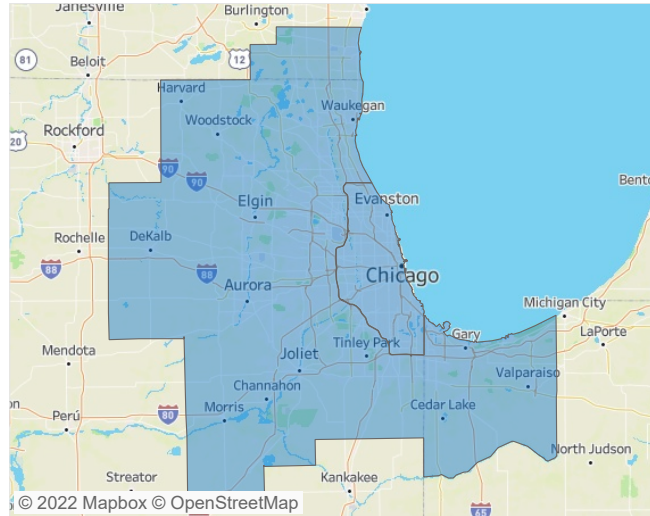 Janesville
Burlington
81
Beloit
12
Harvard
Waukegan
Woodstock
Rockford
20
90
90
Evanston
Elgin
Bento
DeKalb
Rochelle
88
88
Chicago
Aurora
Michigan City
Gary
LaPorte
Mendota
Tinley Park
Joliet
Valparaiso
Channahon
on
80
Morris
Cedar Lake
Perú
North Judson
Streator
Kankakee
65
© 2022 Mapbox © OpenStreetMap